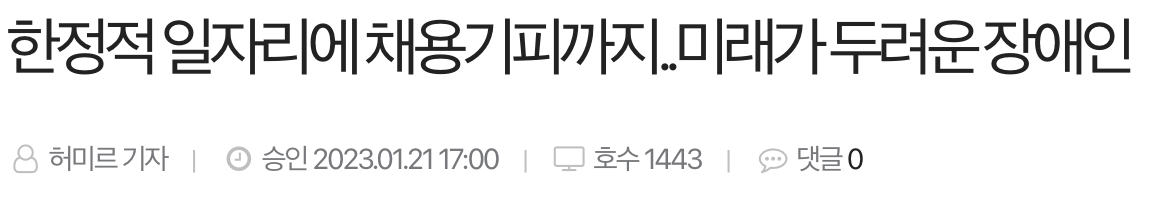 한정적 일자리에 채용기피까지..미래가 두려운 장애인
허미르 기자 | 승인 2023.01.21 17:00 | 호수 1443 | 댓글 0